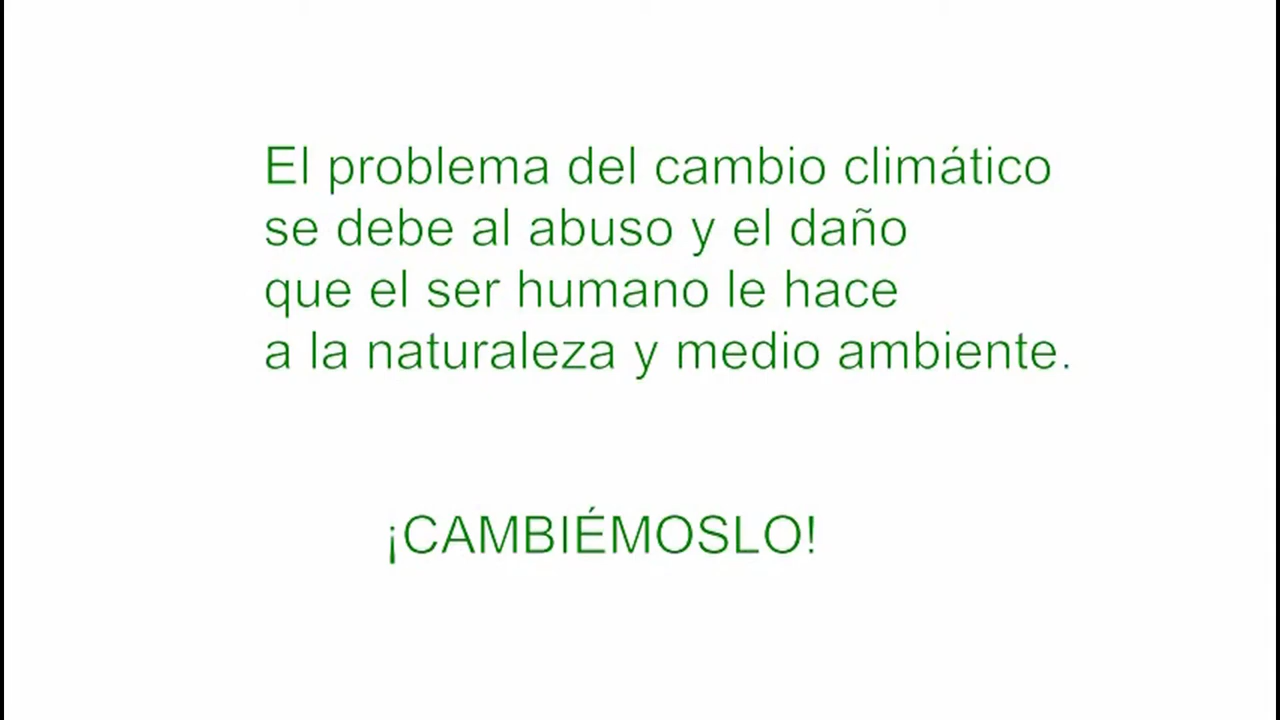 El problema del cambio climático
se debe al abuso y el daño
que el ser humano le hace
a la naturaleza y medio ambiente.
¡CAMBIÉMOSLO!